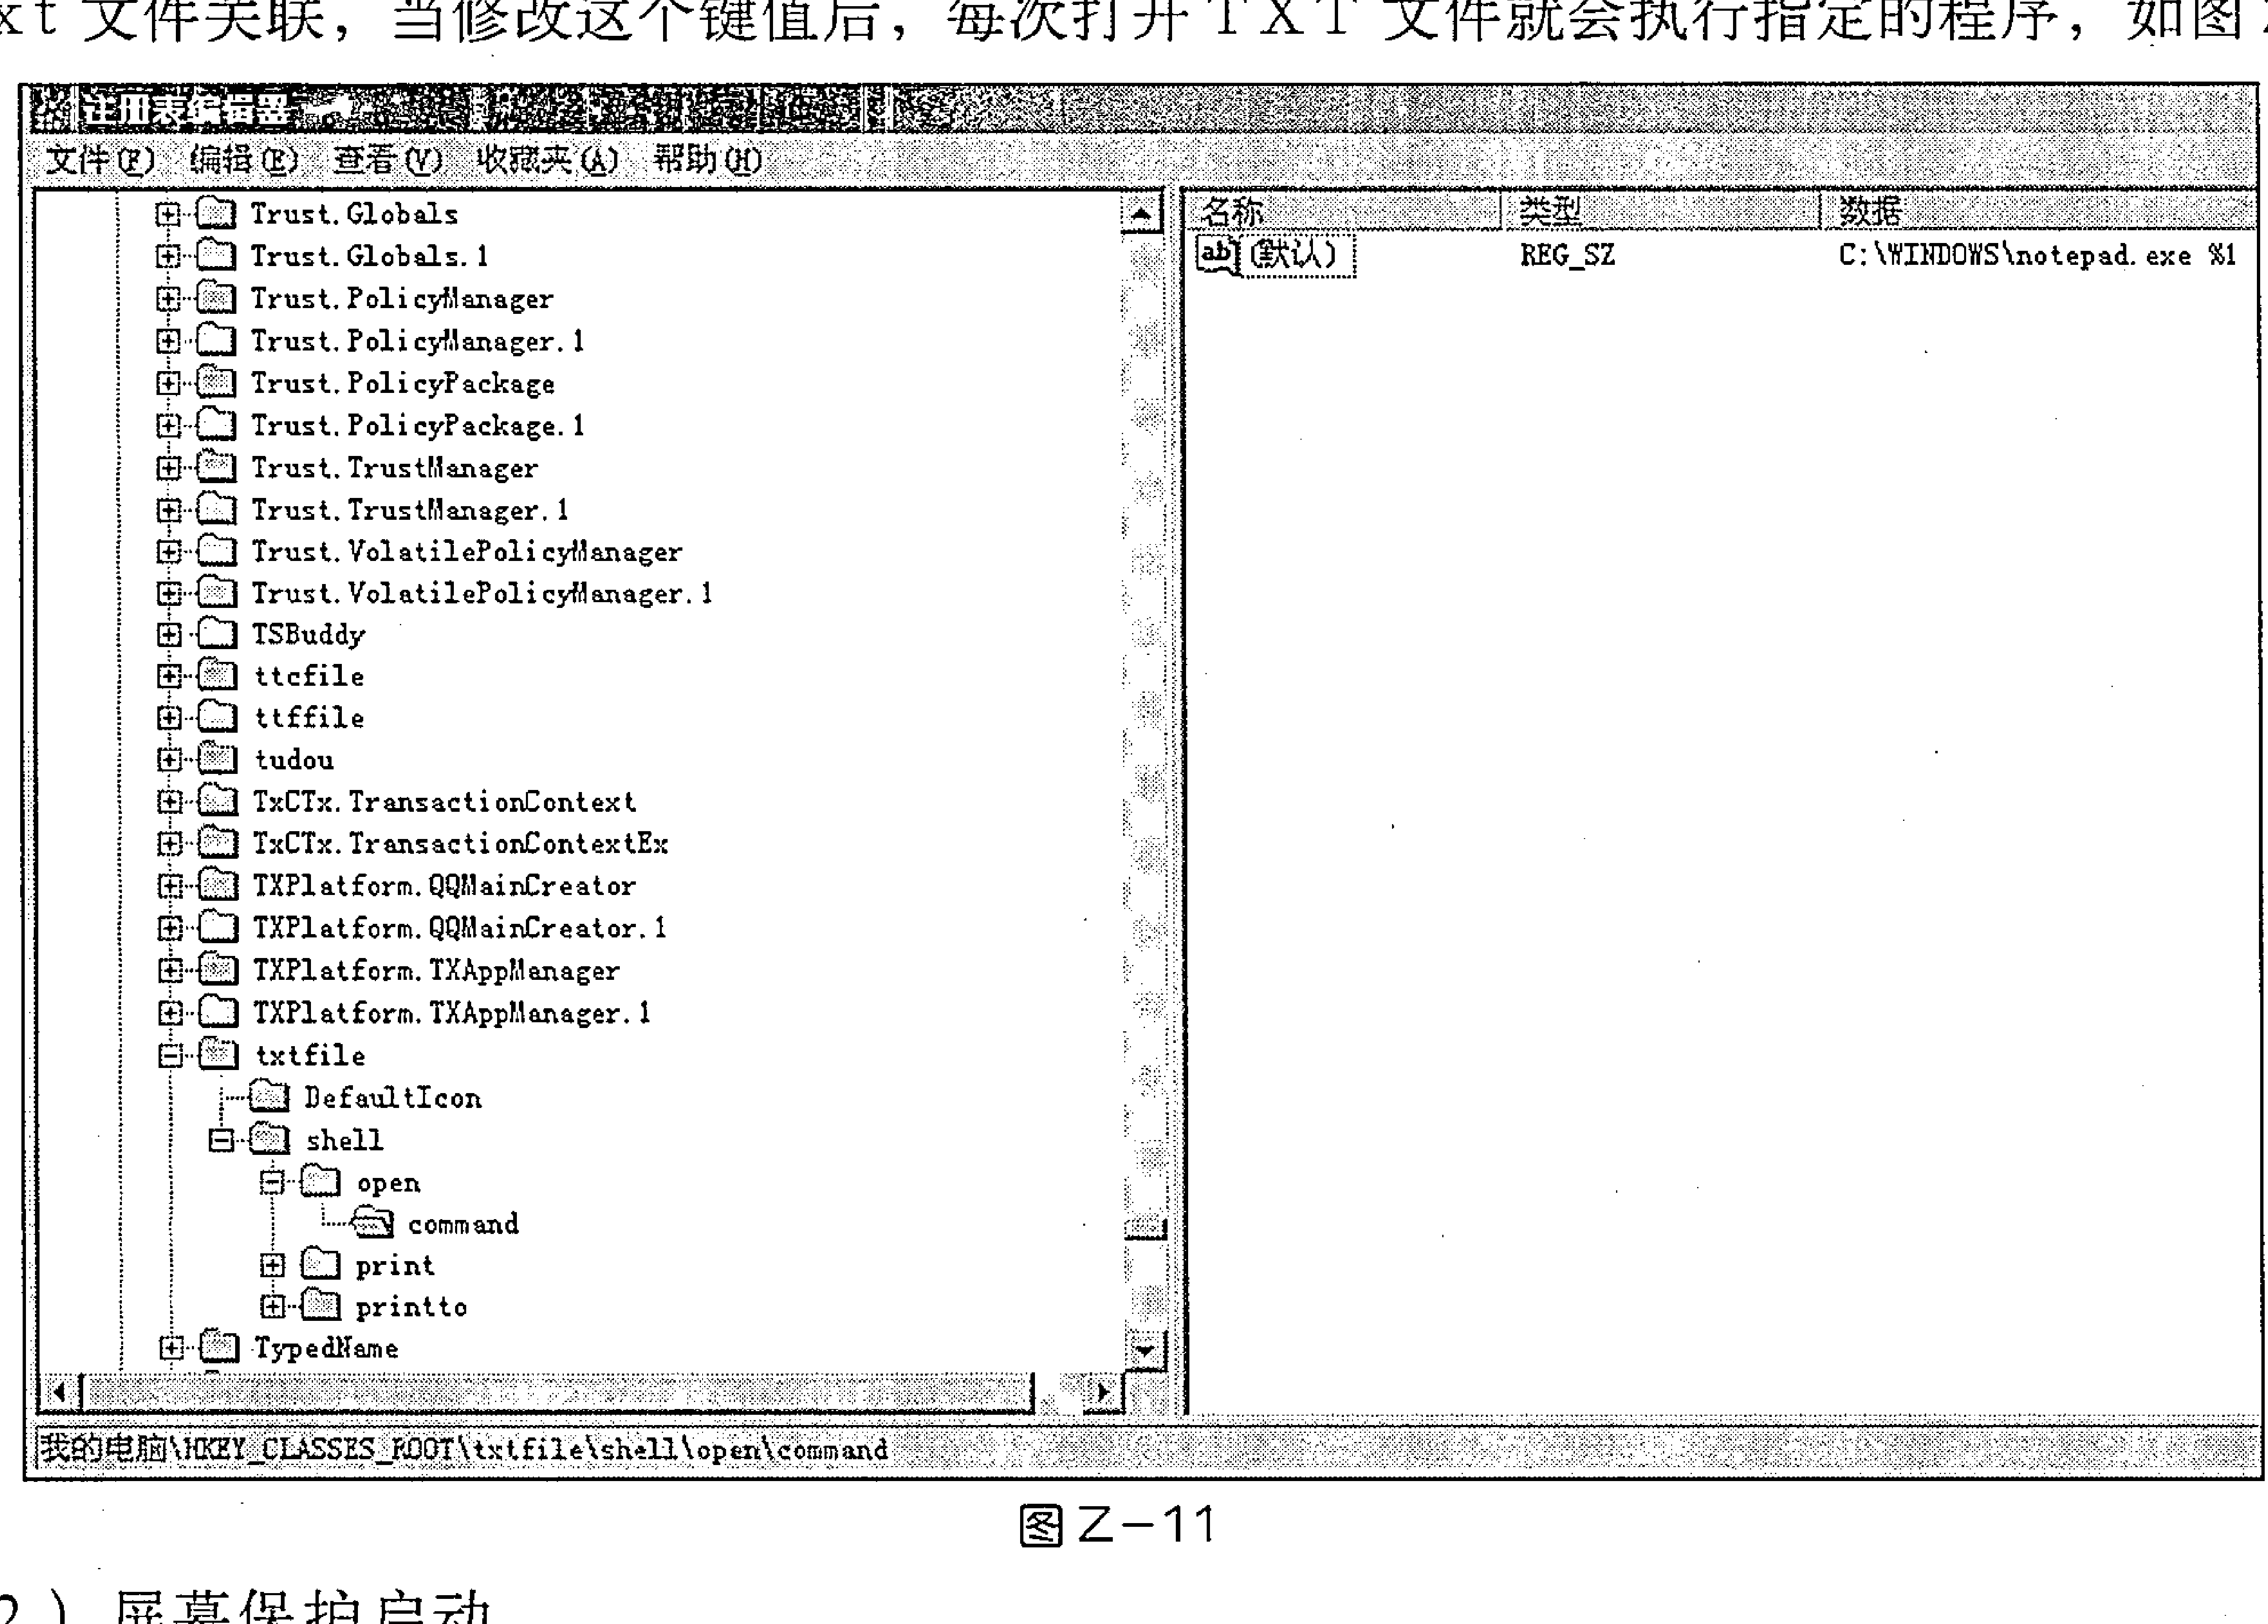 xt 文件关联，当修改这个键值后，每次打开 TXT 文件就会执行指定的程序，如图
注册表编辑器
文件(F) 编辑(E) 查看(V) 收藏夹(A) 帮助(H)
名称 类型 数据
ab (默认) REG_SZ C:\WINDOWS\notepad.exe %1
Trust.Globals
Trust.Globals.1
Trust.PolicyManager
Trust.PolicyManager.1
Trust.PolicyPackage
Trust.PolicyPackage.1
Trust.TrustManager
Trust.TrustManager.1
Trust.VolatilePolicyManager
Trust.VolatilePolicyManager.1
TSBuddy
ttcfile
ttffile
tudou
TxCTx.TransactionContext
TxCTx.TransactionContextEx
TXPlatform.QQMainCreator
TXPlatform.QQMainCreator.1
TXPlatform.TXAppManager
TXPlatform.TXAppManager.1
txtfile
DefaultIcon
shell
open
command
print
printto
TypedName
我的电脑\HKEY_CLASSES_ROOT\txtfile\shell\open\command
图 Z-11
2）屏幕保护启动